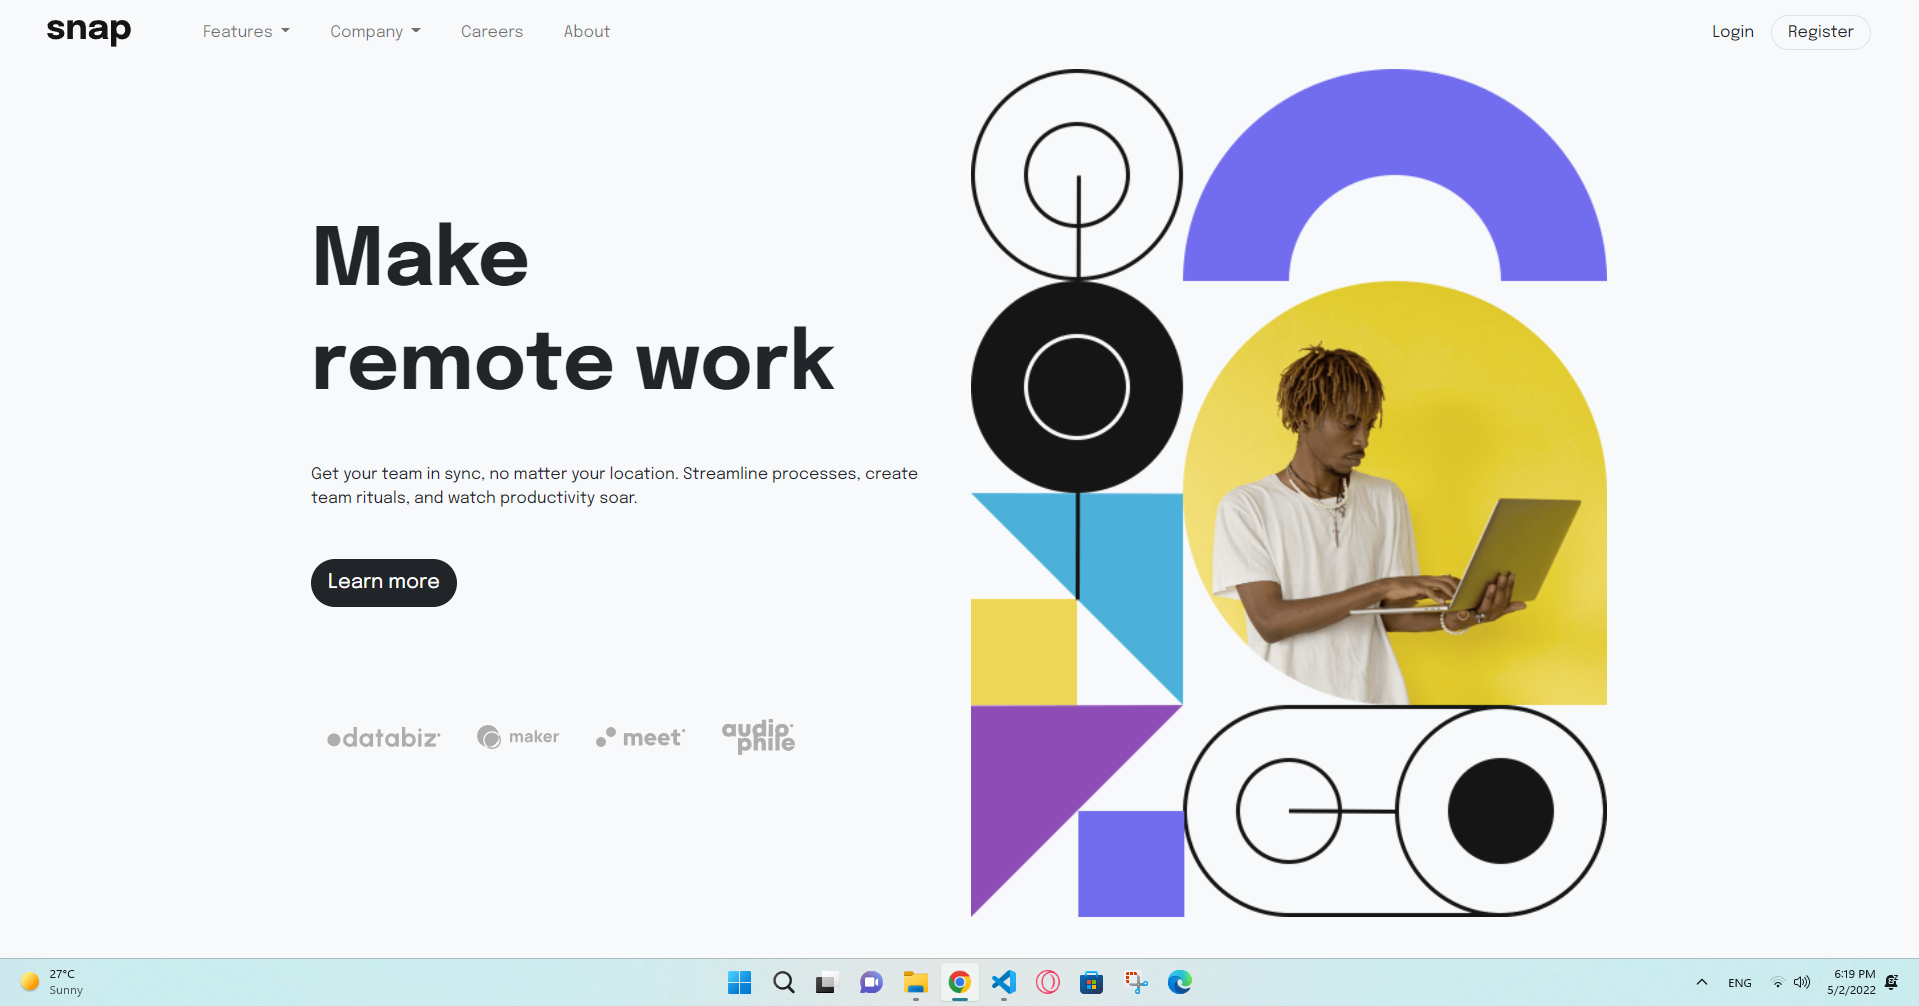 snap
Features
Company
Careers
About
Login
Register
Make
remote work
Get your team in sync, no matter your location. Streamline processes, create
team rituals, and watch productivity soar.
Learn more
databiz
maker
meet
audio
phile
27°C
Sunny
ENG
6:19 PM
5/2/2022